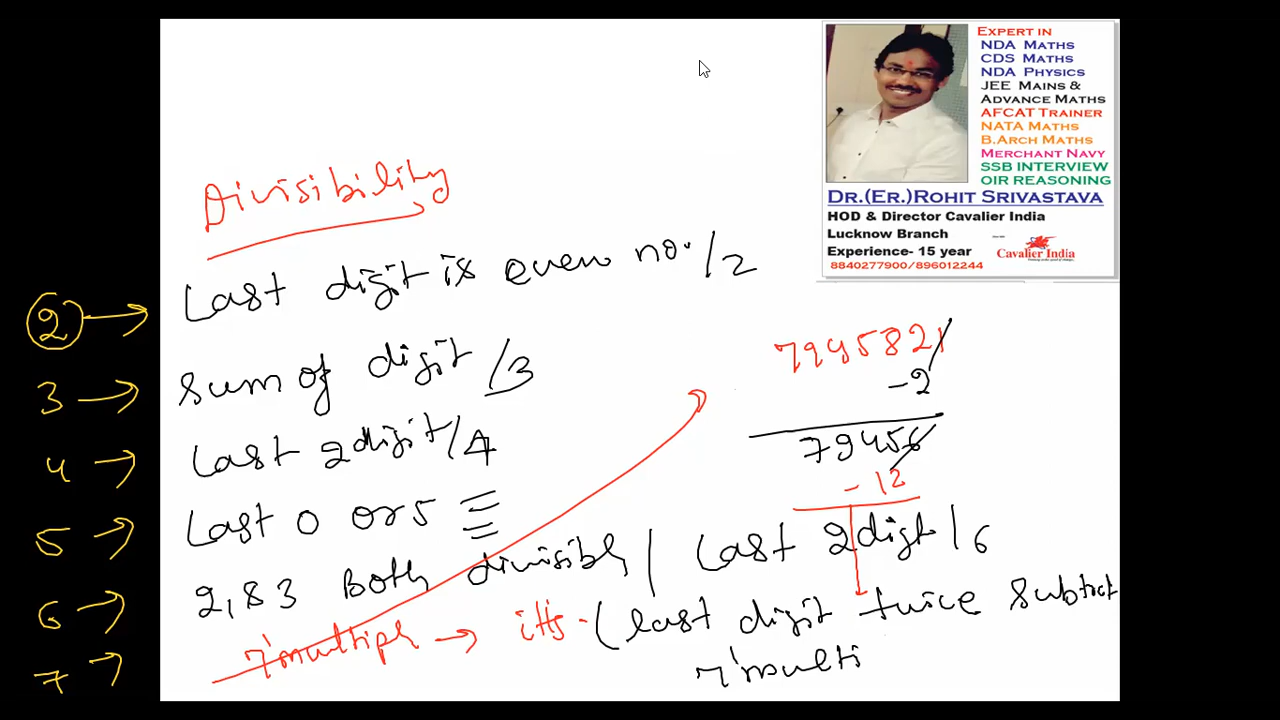 EXPERT IN
NDA MATHS
CDS MATHS
NDA PHYSICS
JEE MAINS &
ADVANCE MATHS
AFCAT TRAINER
NATA MATHS
B.ARCH MATHS
MERCHANT NAVY
SSB INTERVIEW
OIR REASONING
DR.(ER.)ROHIT SRIVASTAVA
HOD & Director Cavalier India
Lucknow Branch
Experience- 15 year
Cavalier India
8840277900/896012244
Divisibility
2 → Last digit is even no. /2
3 → Sum of digit /3
4 → Last 2 digit /4
5 → Last 0 or 5
6 → 2, & 3 Both divisible | Last 2 digit /6
7 → 7 multiple → its - (last digit twice subtract
7 multi
7945821
-2
79456
- 12